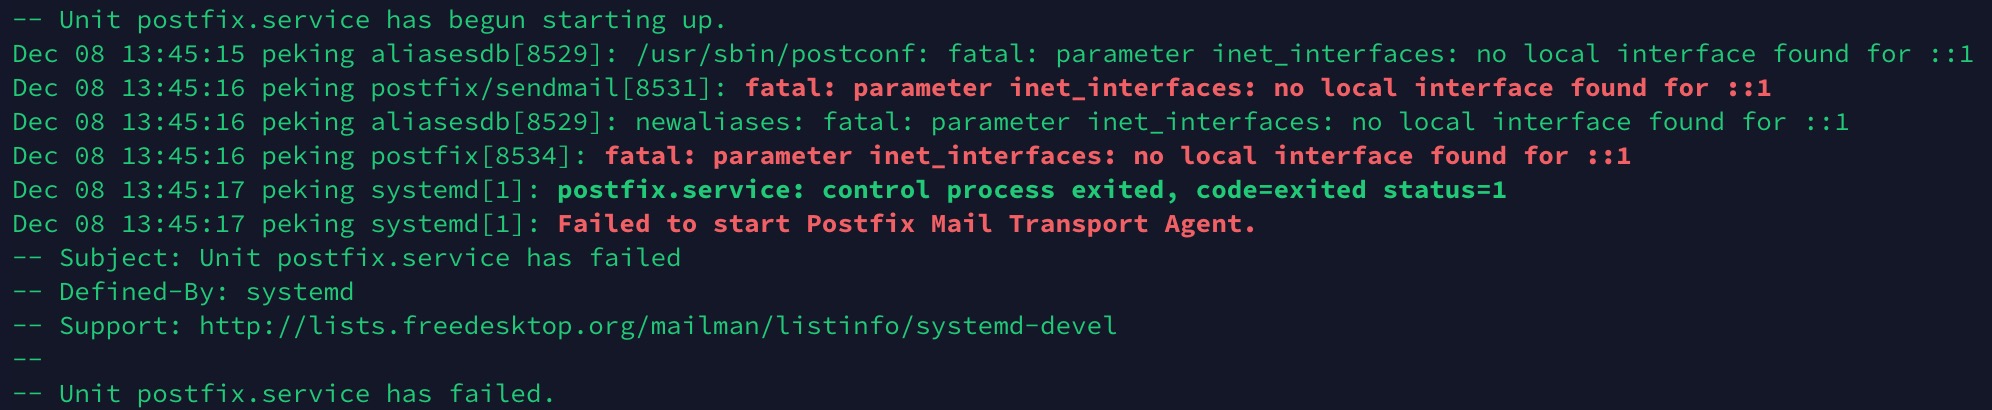 -- Unit postfix.service has begun starting up.
Dec 08 13:45:15 peking aliasesdb[8529]: /usr/sbin/postconf: fatal: parameter inet_interfaces: no local interface found for ::1
Dec 08 13:45:16 peking postfix/sendmail[8531]: fatal: parameter inet_interfaces: no local interface found for ::1
Dec 08 13:45:16 peking aliasesdb[8529]: newaliases: fatal: parameter inet_interfaces: no local interface found for ::1
Dec 08 13:45:16 peking postfix[8534]: fatal: parameter inet_interfaces: no local interface found for ::1
Dec 08 13:45:17 peking systemd[1]: postfix.service: control process exited, code=exited status=1
Dec 08 13:45:17 peking systemd[1]: Failed to start Postfix Mail Transport Agent.
-- Subject: Unit postfix.service has failed
-- Defined-By: systemd
-- Support: http://lists.freedesktop.org/mailman/listinfo/systemd-devel
--
-- Unit postfix.service has failed.